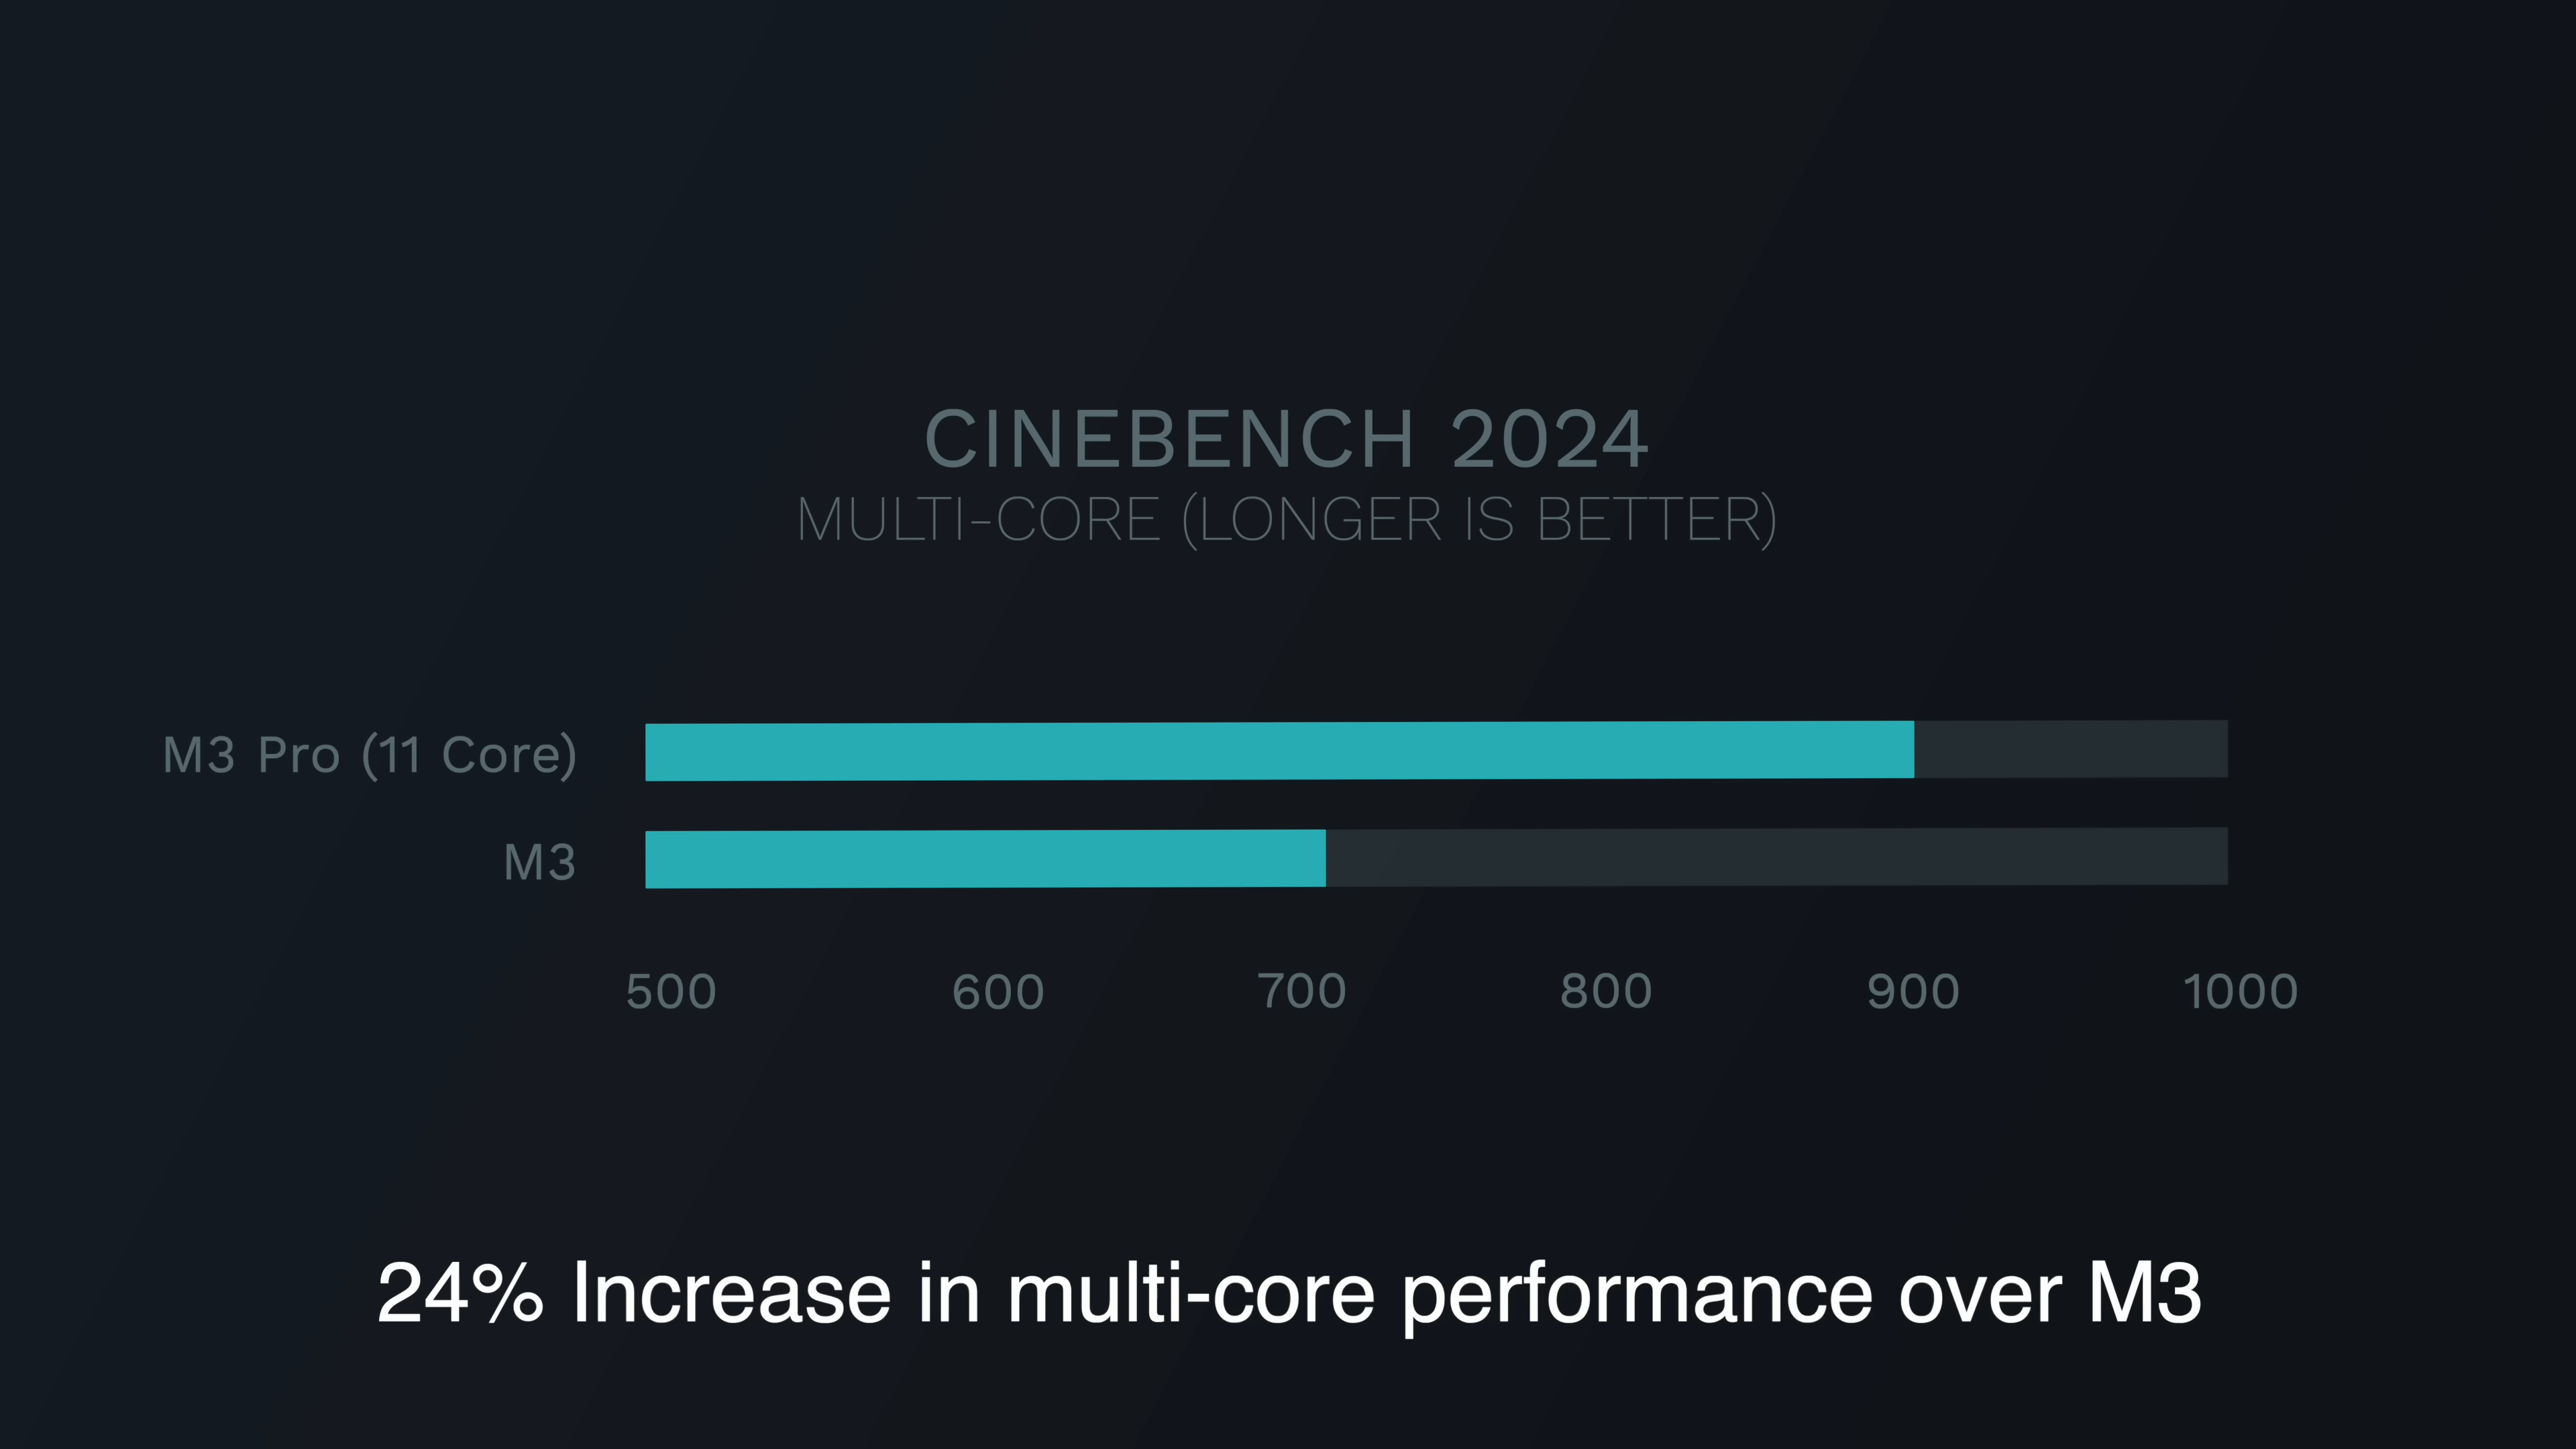 CINEBENCH 2024
MULTI-CORE (LONGER IS BETTER)
M3 Pro (11 Core)
M3
500 600 700 800 900 1000
24% Increase in multi-core performance over M3